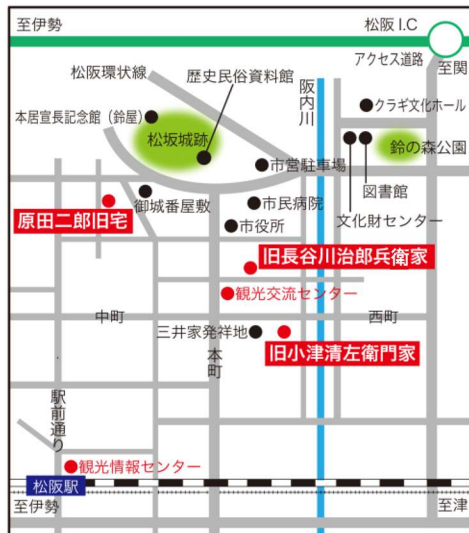 至伊勢
松阪I.C
アクセス道路
至関
松阪環状線
歴史民俗資料館
阪内川
クラギ文化ホール
本居宣長記念館（鈴屋）
松坂城跡
鈴の森公園
市営駐車場
図書館
文化財センター
御城番屋敷
市民病院
原田二郎旧宅
市役所
旧長谷川治郎兵衛家
観光交流センター
中町
本町
西町
三井家発祥地
旧小津清左衛門家
駅前通り
観光情報センター
松阪駅
至伊勢
至津